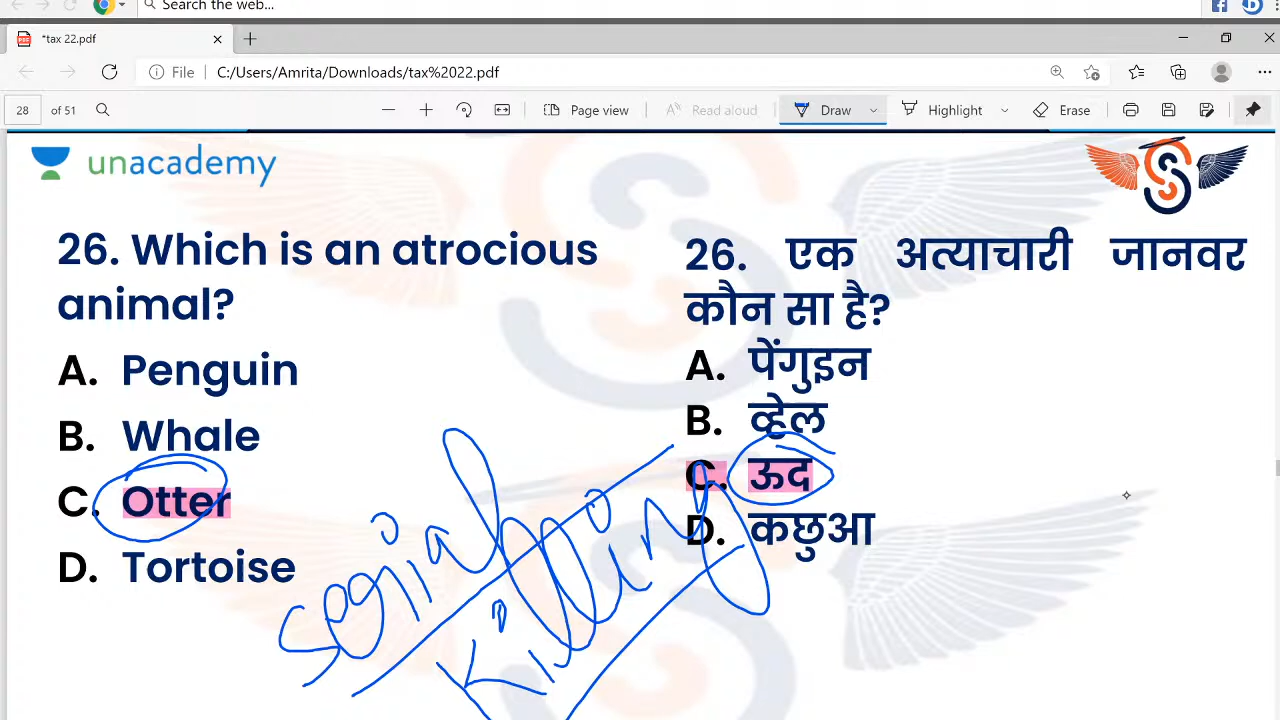 Search the web...
*tax 22.pdf
File C:/Users/Amrita/Downloads/tax%2022.pdf
28 of 51 Page view Read aloud Draw Highlight Erase
unacademy
26. Which is an atrocious
animal?
A. Penguin
B. Whale
C. Otter
D. Tortoise
26. एक अत्याचारी जानवर
कौन सा है?
A. पेंगुइन
B. व्हेल
C. ऊद
D. कछुआ
killing